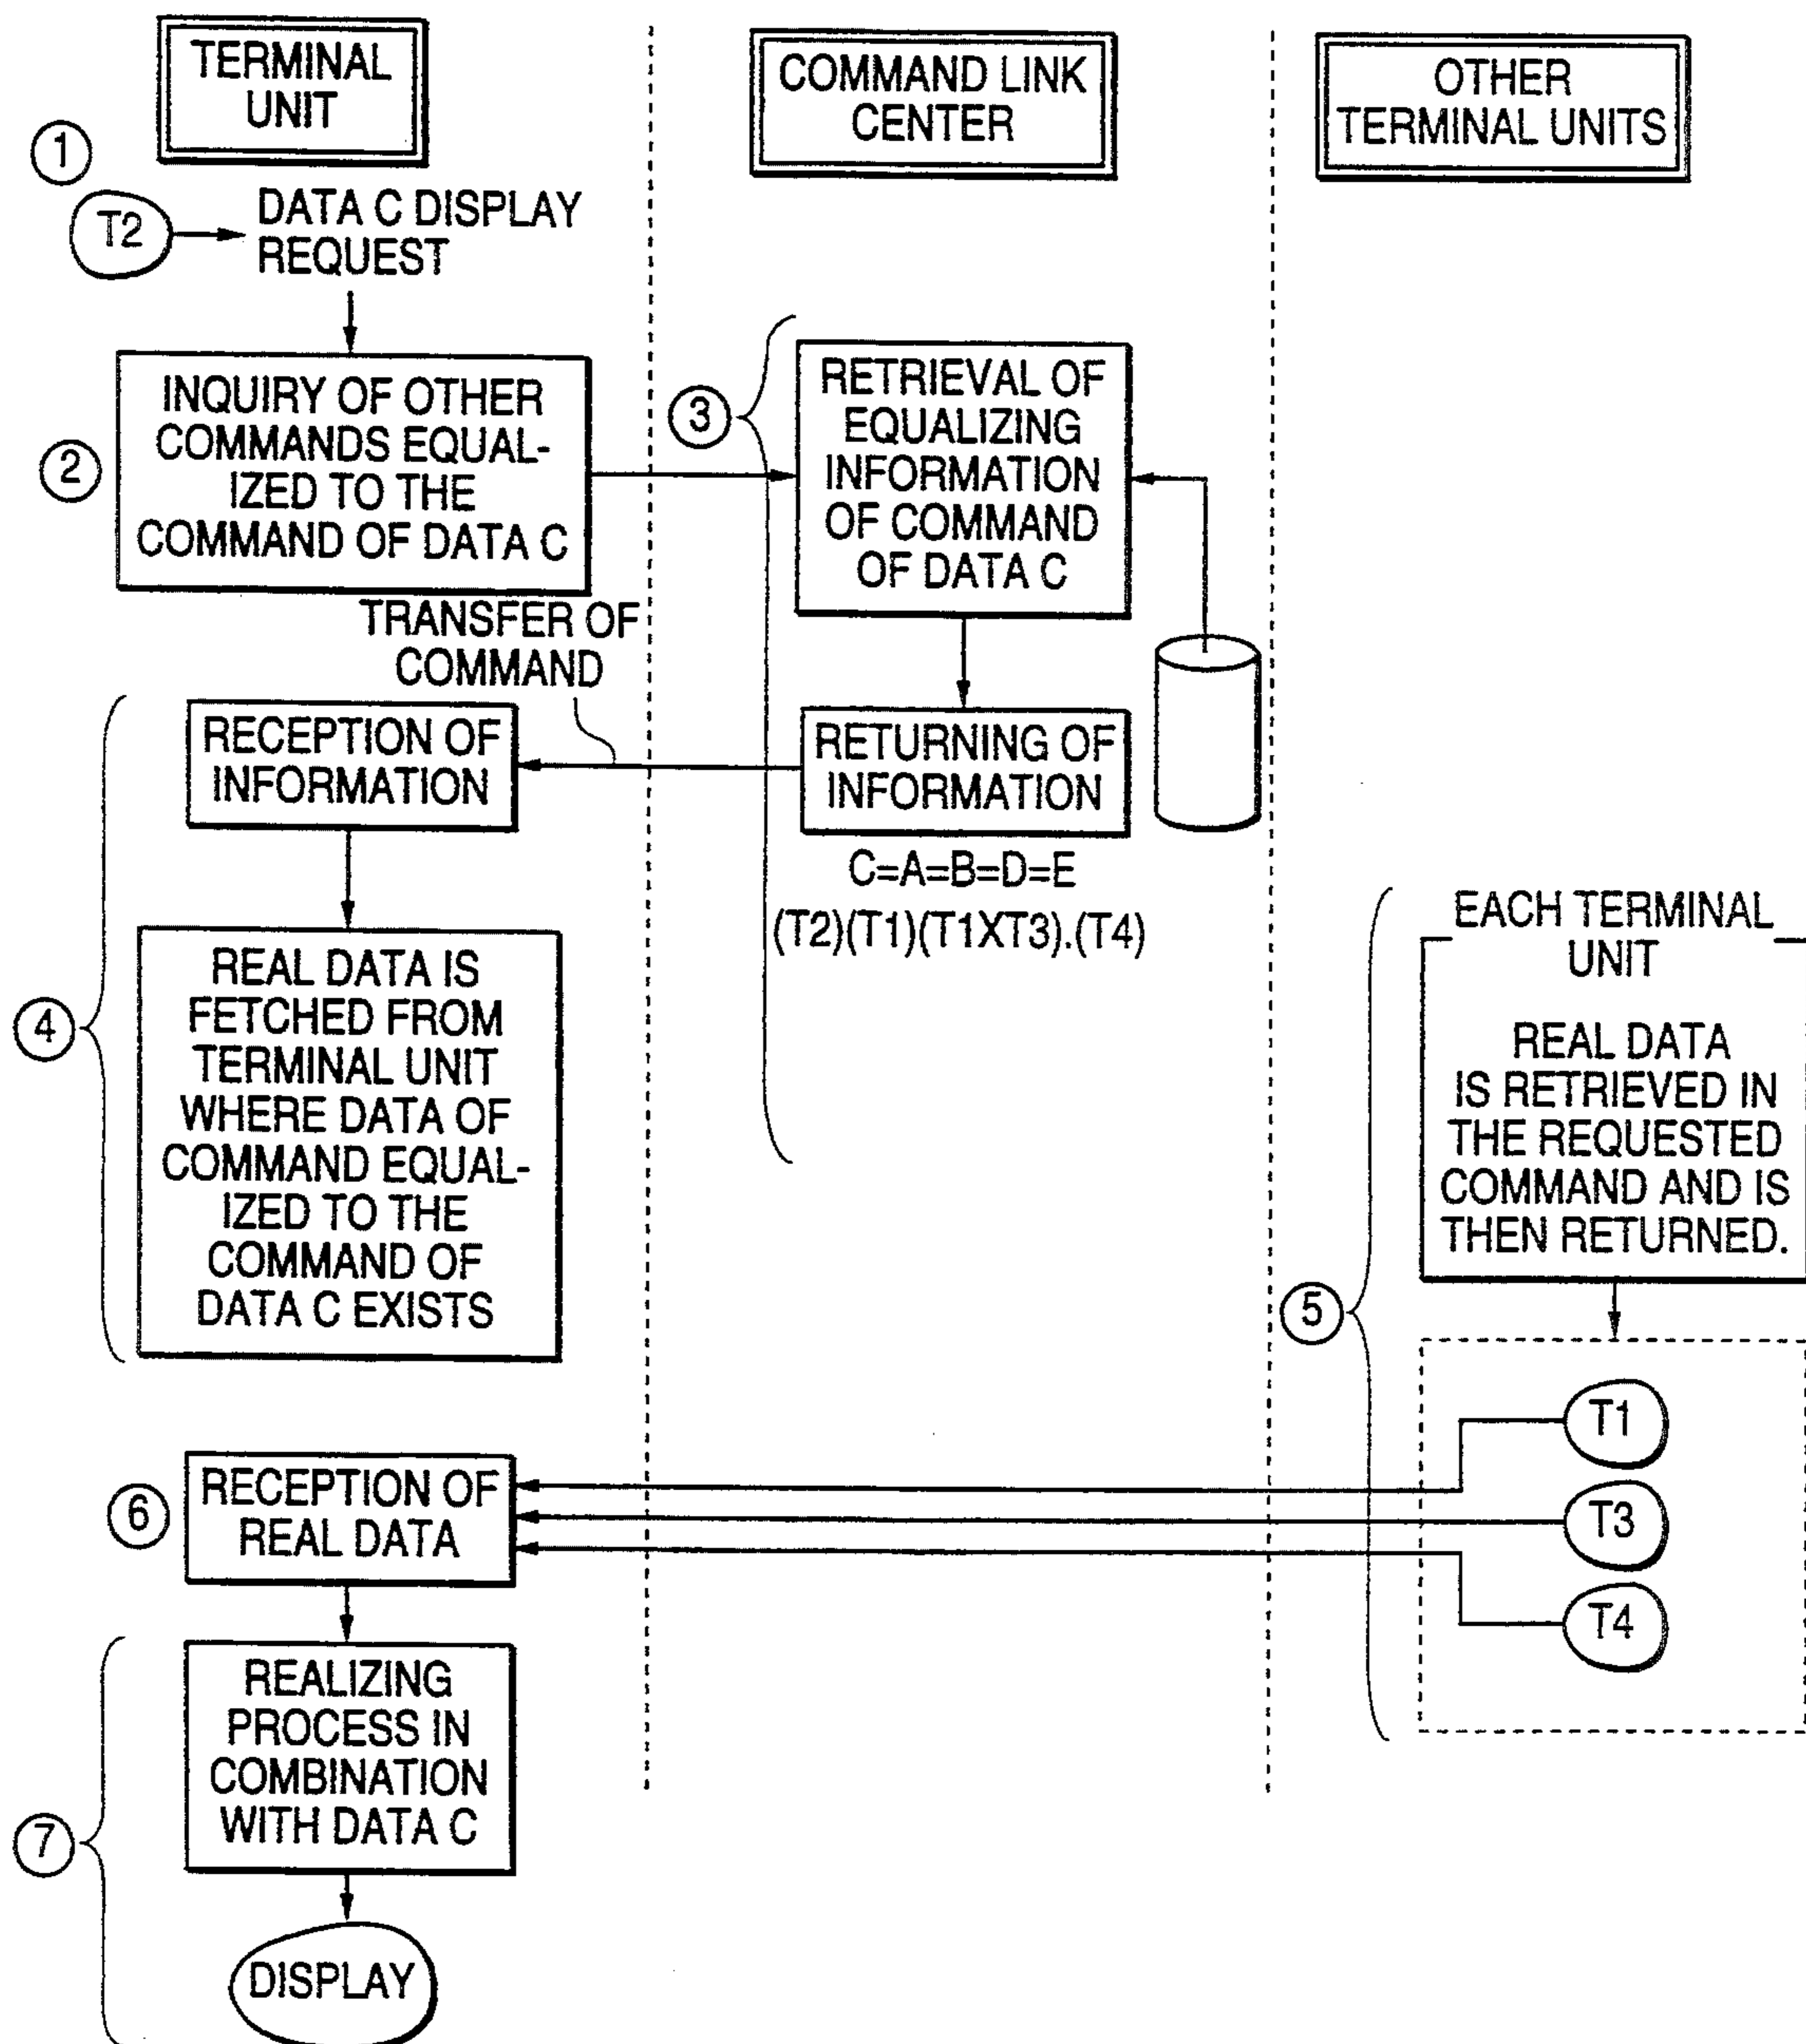 TERMINAL
UNIT
COMMAND LINK
CENTER
OTHER
TERMINAL UNITS
1
T2
DATA C DISPLAY
REQUEST
2
INQUIRY OF OTHER
COMMANDS EQUAL-
IZED TO THE
COMMAND OF DATA C
3
RETRIEVAL OF
EQUALIZING
INFORMATION
OF COMMAND
OF DATA C
TRANSFER OF
COMMAND
RETURNING OF
INFORMATION
C=A=B=D=E
(T2)(T1)(T1XT3).(T4)
4
RECEPTION OF
INFORMATION
REAL DATA IS
FETCHED FROM
TERMINAL UNIT
WHERE DATA OF
COMMAND EQUAL-
IZED TO THE
COMMAND OF
DATA C EXISTS
5
EACH TERMINAL
UNIT
REAL DATA
IS RETRIEVED IN
THE REQUESTED
COMMAND AND IS
THEN RETURNED.
T1
T3
T4
6
RECEPTION OF
REAL DATA
7
REALIZING
PROCESS IN
COMBINATION
WITH DATA C
DISPLAY